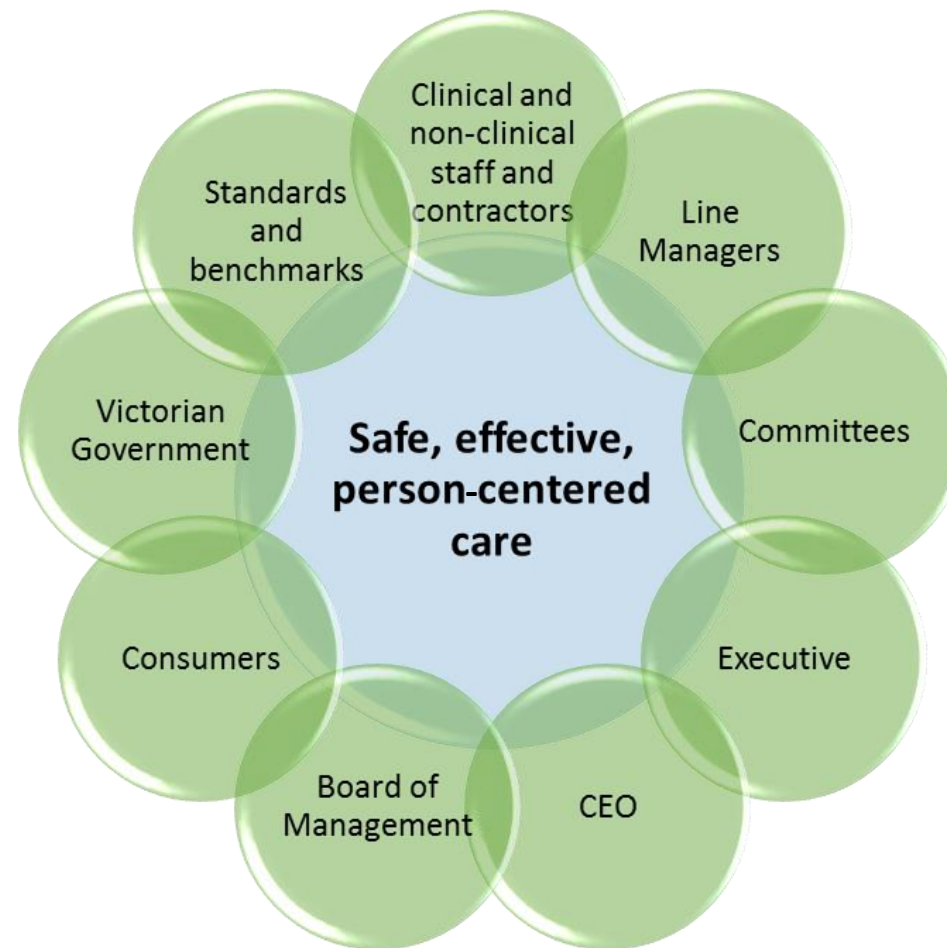 Clinical and
non-clinical
staff and
contractors
Line
Managers
Committees
Executive
CEO
Board of
Management
Consumers
Victorian
Government
Standards
and
benchmarks
Safe, effective,
person-centered
care